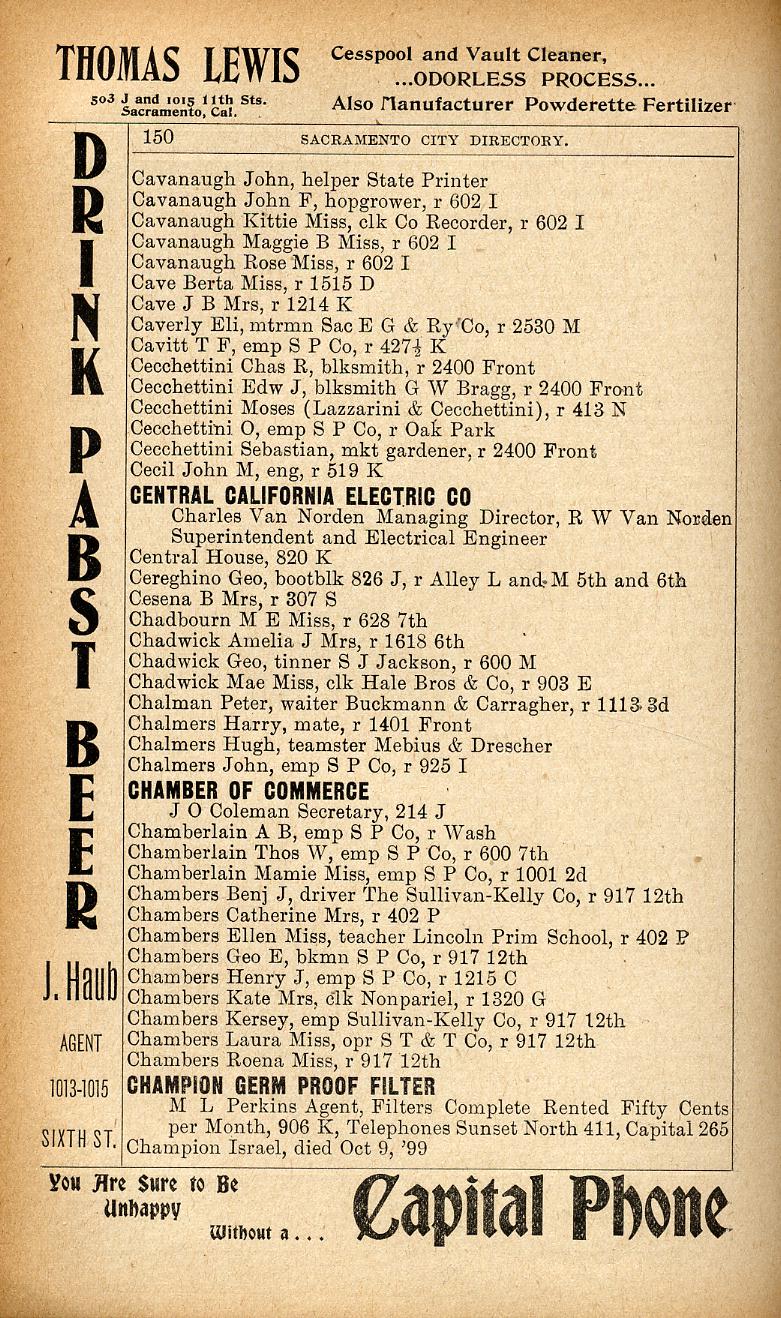 THOMAS LEWIS
503 J and 1015 11th Sts.
Sacramento, Cal.
Cesspool and Vault Cleaner,
...ODORLESS PROCESS...
Also Manufacturer Powderette Fertilizer
DRINK PABST BEER
J. Haub
AGENT
1013-1015
SIXTH ST.
150 SACRAMENTO CITY DIRECTORY.
Cavanaugh John, helper State Printer
Cavanaugh John F, hopgrower, r 602 I
Cavanaugh Kittie Miss, clk Co Recorder, r 602 I
Cavanaugh Maggie B Miss, r 602 I
Cavanaugh Rose Miss, r 602 I
Cave Berta Miss, r 1515 D
Cave J B Mrs, r 1214 K
Caverly Eli, mtrmn Sac E G & Ry Co, r 2530 M
Cavitt T F, emp S P Co, r 427½ K
Cecchettini Chas R, blksmith, r 2400 Front
Cecchettini Edw J, blksmith G W Bragg, r 2400 Front
Cecchettini Moses (Lazzarini & Cecchettini), r 413 N
Cecchettini O, emp S P Co, r Oak Park
Cecchettini Sebastian, mkt gardener, r 2400 Front
Cecil John M, eng, r 519 K
CENTRAL CALIFORNIA ELECTRIC CO
Charles Van Norden Managing Director, R W Van Norden
Superintendent and Electrical Engineer
Central House, 820 K
Cereghino Geo, bootblk 826 J, r Alley L and M 5th and 6th
Cesena B Mrs, r 307 S
Chadbourn M E Miss, r 628 7th
Chadwick Amelia J Mrs, r 1618 6th
Chadwick Geo, tinner S J Jackson, r 600 M
Chadwick Mae Miss, clk Hale Bros & Co, r 903 E
Chalman Peter, waiter Buckmann & Carragher, r 1113 3d
Chalmers Harry, mate, r 1401 Front
Chalmers Hugh, teamster Mebius & Drescher
Chalmers John, emp S P Co, r 925 I
CHAMBER OF COMMERCE
J O Coleman Secretary, 214 J
Chamberlain A B, emp S P Co, r Wash
Chamberlain Thos W, emp S P Co, r 600 7th
Chamberlain Mamie Miss, emp S P Co, r 1001 2d
Chambers Benj J, driver The Sullivan-Kelly Co, r 917 12th
Chambers Catherine Mrs, r 402 P
Chambers Ellen Miss, teacher Lincoln Prim School, r 402 P
Chambers Geo E, bkmn S P Co, r 917 12th
Chambers Henry J, emp S P Co, r 1215 C
Chambers Kate Mrs, clk Nonpariel, r 1320 G
Chambers Kersey, emp Sullivan-Kelly Co, r 917 12th
Chambers Laura Miss, opr S T & T Co, r 917 12th
Chambers Roena Miss, r 917 12th
CHAMPION GERM PROOF FILTER
M L Perkins Agent, Filters Complete Rented Fifty Cents
per Month, 906 K, Telephones Sunset North 411, Capital 265
Champion Israel, died Oct 9, '99
You Are Sure to Be
Unhappy
Without a . . .
Capital Phone